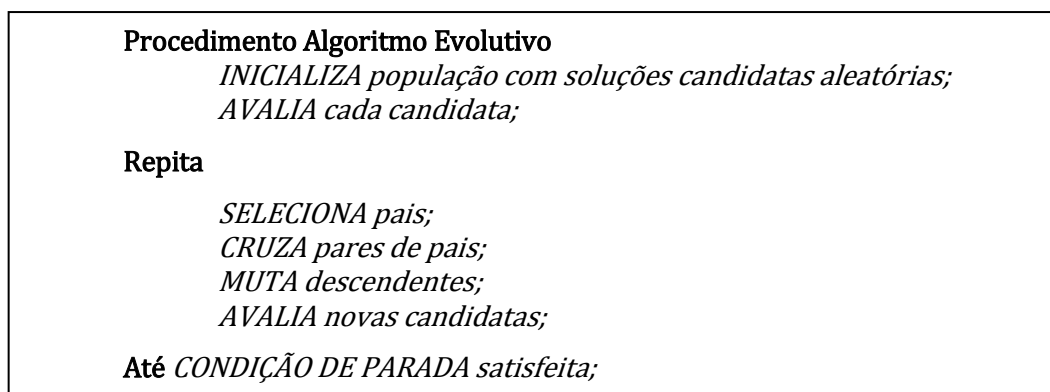 Procedimento Algoritmo Evolutivo
INICIALIZA população com soluções candidatas aleatórias;
AVALIA cada candidata;
Repita
SELECIONA pais;
CRUZA pares de pais;
MUTA descendentes;
AVALIA novas candidatas;
Até CONDIÇÃO DE PARADA satisfeita;